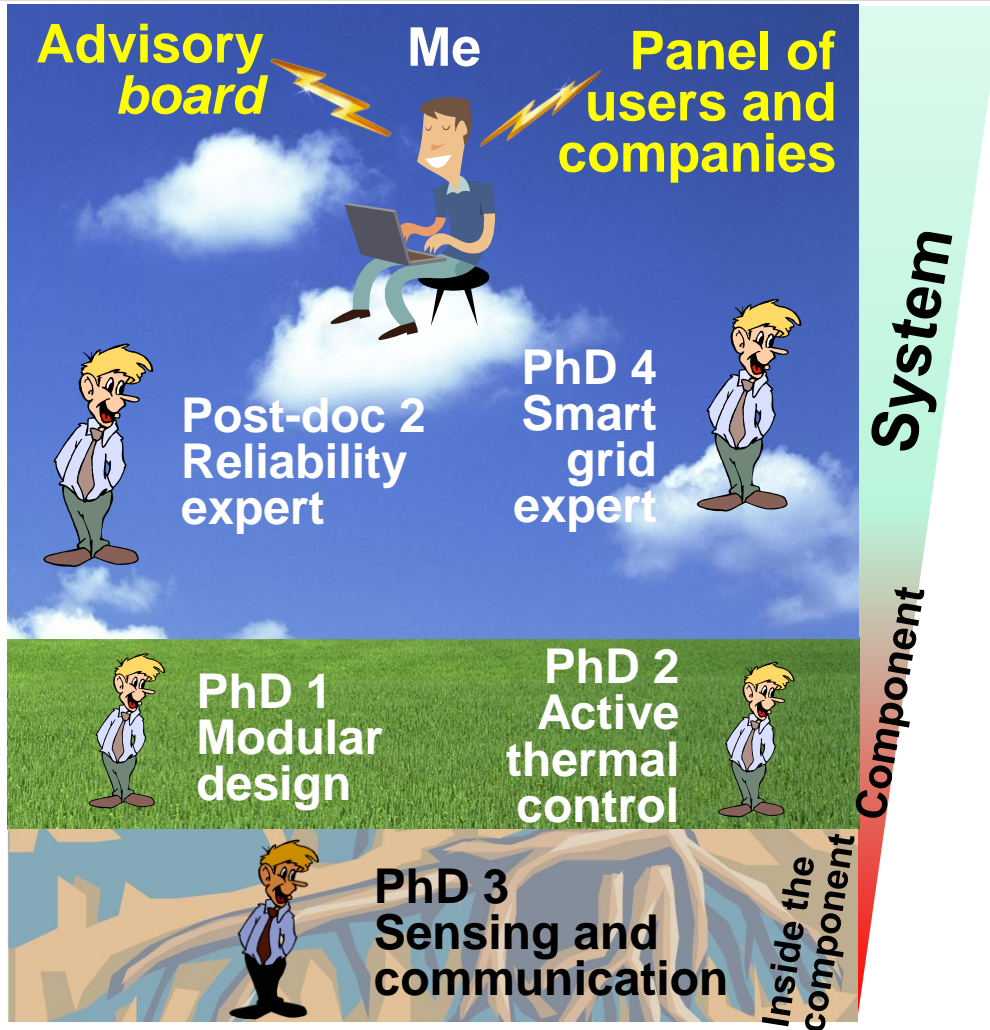 Advisory
board
Me
Panel of
users and
companies
System
PhD 4
Smart
grid
expert
Post-doc 2
Reliability
expert
Component
PhD 1
Modular
design
PhD 2
Active
thermal
control
PhD 3
Sensing and
communication
Inside the
component